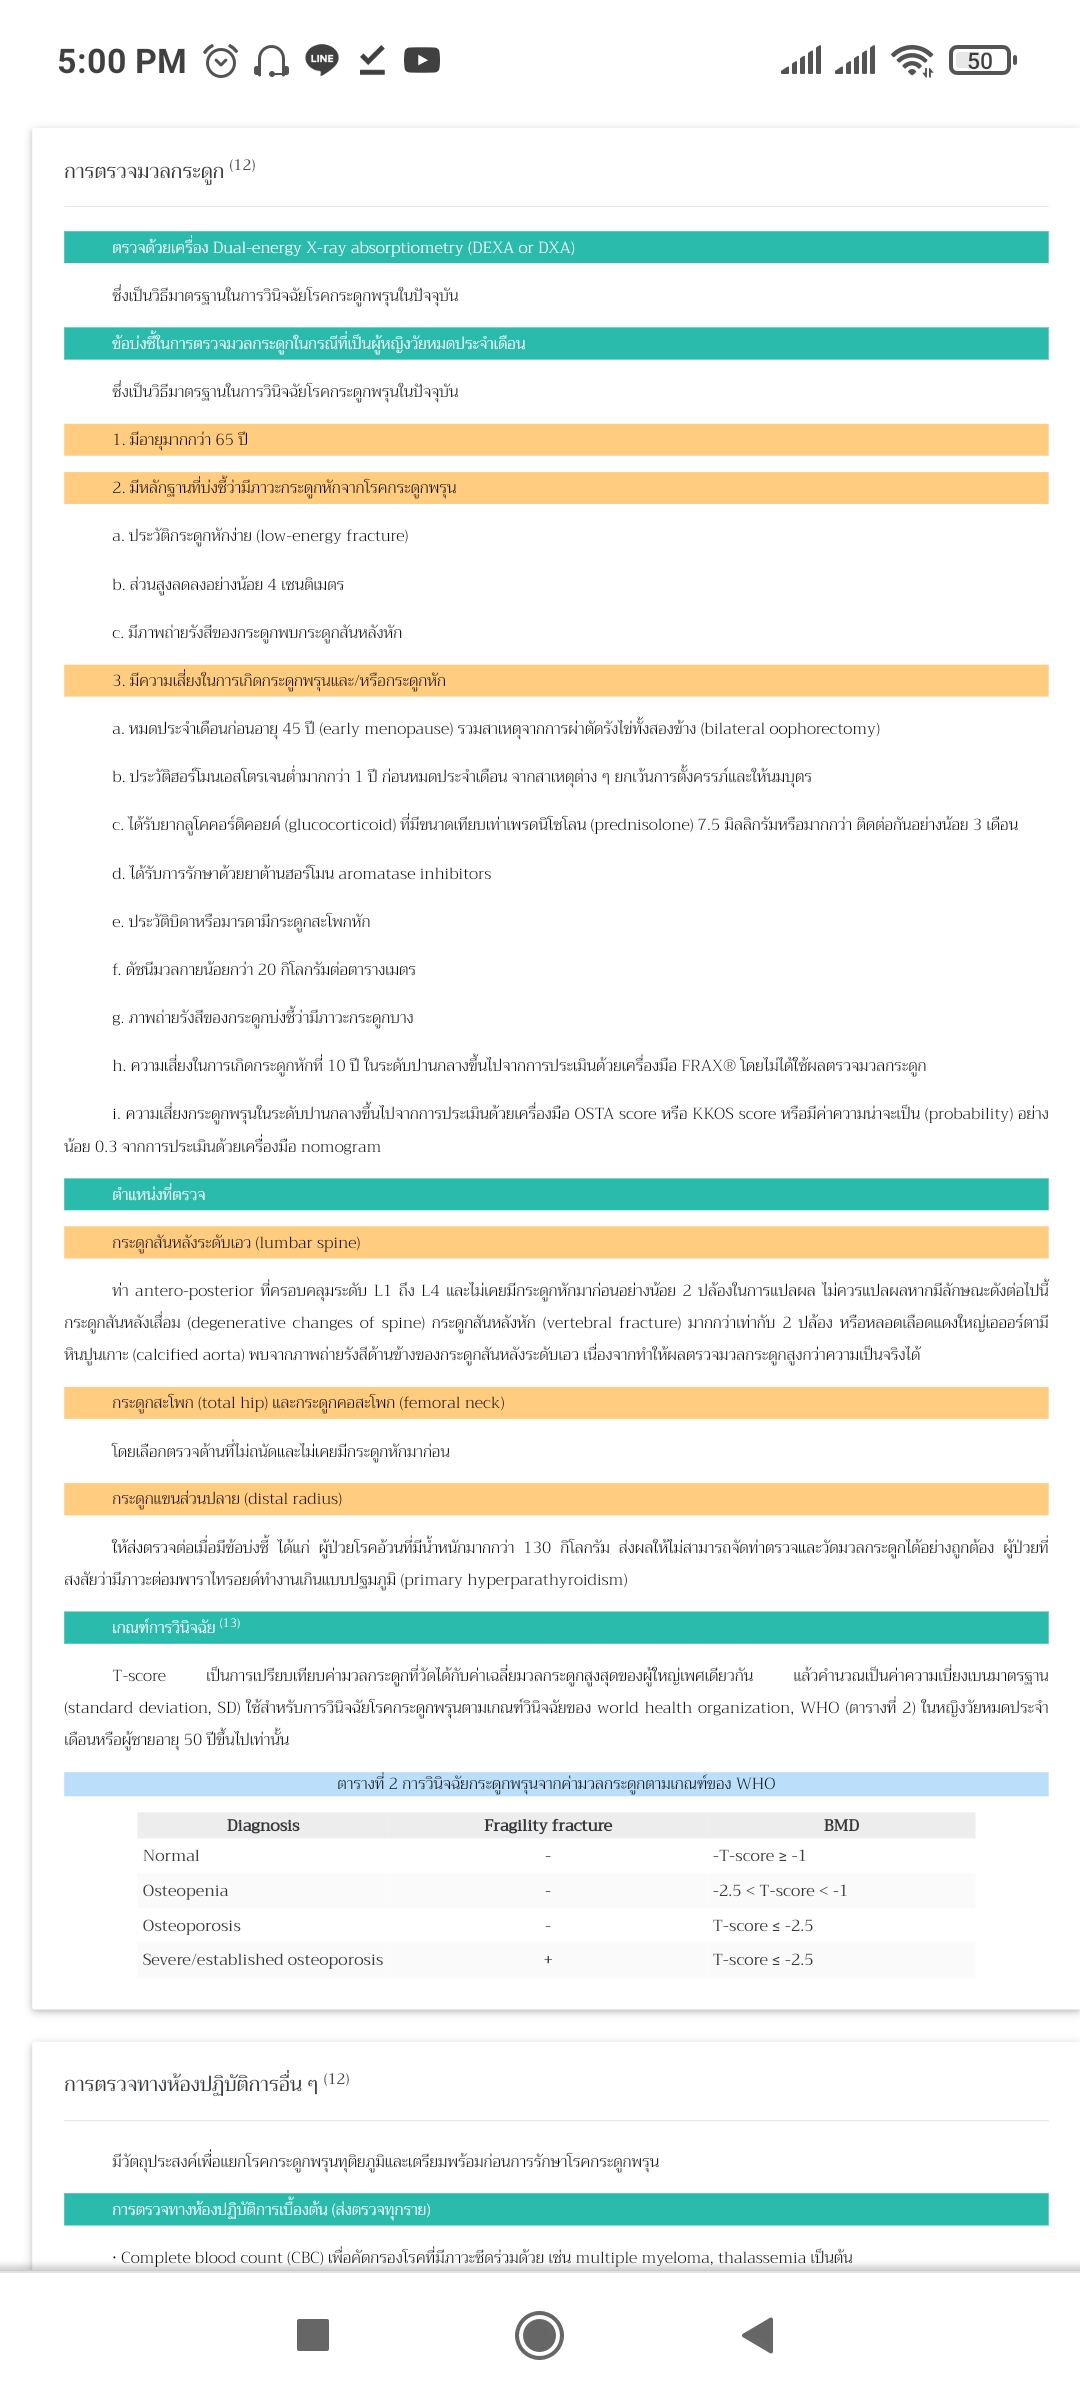 5:00 PM LINE 50
การตรวจมวลกระดูก (12)
ตรวจด้วยเครื่อง Dual-energy X-ray absorptiometry (DEXA or DXA)
ซึ่งเป็นวิธีมาตรฐานในการวินิจฉัยโรคกระดูกพรุนในปัจจุบัน
ข้อบ่งชี้ในการตรวจมวลกระดูกในกรณีที่เป็นผู้หญิงวัยหมดประจำเดือน
ซึ่งเป็นวิธีมาตรฐานในการวินิจฉัยโรคกระดูกพรุนในปัจจุบัน
1. มีอายุมากกว่า 65 ปี
2. มีหลักฐานที่บ่งชี้ว่ามีภาวะกระดูกหักจากโรคกระดูกพรุน
a. ประวัติกระดูกหักง่าย (low-energy fracture)
b. ส่วนสูงลดลงอย่างน้อย 4 เซนติเมตร
c. มีภาพถ่ายรังสีของกระดูกพบกระดูกสันหลังหัก
3. มีความเสี่ยงในการเกิดกระดูกพรุนและ/หรือกระดูกหัก
a. หมดประจำเดือนก่อนอายุ 45 ปี (early menopause) รวมสาเหตุจากการผ่าตัดรังไข่ทั้งสองข้าง (bilateral oophorectomy)
b. ประวัติฮอร์โมนเอสโตรเจนต่ำมากกว่า 1 ปี ก่อนหมดประจำเดือน จากสาเหตุต่าง ๆ ยกเว้นการตั้งครรภ์และให้นมบุตร
c. ได้รับยากลูโคคอร์ติคอยด์ (glucocorticoid) ที่มีขนาดเทียบเท่าเพรดนิโซโลน (prednisolone) 7.5 มิลลิกรัมหรือมากกว่า ติดต่อกันอย่างน้อย 3 เดือน
d. ได้รับการรักษาด้วยยาต้านฮอร์โมน aromatase inhibitors
e. ประวัติบิดาหรือมารดามีกระดูกสะโพกหัก
f. ดัชนีมวลกายน้อยกว่า 20 กิโลกรัมต่อตารางเมตร
g. ภาพถ่ายรังสีของกระดูกบ่งชี้ว่ามีภาวะกระดูกบาง
h. ความเสี่ยงในการเกิดกระดูกหักที่ 10 ปี ในระดับปานกลางขึ้นไปจากการประเมินด้วยเครื่องมือ FRAX® โดยไม่ได้ใช้ผลตรวจมวลกระดูก
i. ความเสี่ยงกระดูกพรุนในระดับปานกลางขึ้นไปจากการประเมินด้วยเครื่องมือ OSTA score หรือ KKOS score หรือมีค่าความน่าจะเป็น (probability) อย่าง
น้อย 0.3 จากการประเมินด้วยเครื่องมือ nomogram
ตำแหน่งที่ตรวจ
กระดูกสันหลังระดับเอว (lumbar spine)
ท่า antero-posterior ที่ครอบคลุมระดับ L1 ถึง L4 และไม่เคยมีกระดูกหักมาก่อนอย่างน้อย 2 ปล้องในการแปลผล ไม่ควรแปลผลหากมีลักษณะดังต่อไปนี้
กระดูกสันหลังเสื่อม (degenerative changes of spine) กระดูกสันหลังหัก (vertebral fracture) มากกว่าเท่ากับ 2 ปล้อง หรือหลอดเลือดแดงใหญ่เอออร์ตามี
หินปูนเกาะ (calcified aorta) พบจากภาพถ่ายรังสีด้านข้างของกระดูกสันหลังระดับเอว เนื่องจากทำให้ผลตรวจมวลกระดูกสูงกว่าความเป็นจริงได้
กระดูกสะโพก (total hip) และกระดูกคอสะโพก (femoral neck)
โดยเลือกตรวจด้านที่ไม่ถนัดและไม่เคยมีกระดูกหักมาก่อน
กระดูกแขนส่วนปลาย (distal radius)
ให้ส่งตรวจต่อเมื่อมีข้อบ่งชี้ ได้แก่ ผู้ป่วยโรคอ้วนที่มีน้ำหนักมากกว่า 130 กิโลกรัม ส่งผลให้ไม่สามารถจัดท่าตรวจและวัดมวลกระดูกได้อย่างถูกต้อง ผู้ป่วยที่
สงสัยว่ามีภาวะต่อมพาราไทรอยด์ทำงานเกินแบบปฐมภูมิ (primary hyperparathyroidism)
เกณฑ์การวินิจฉัย (13)
T-score เป็นการเปรียบเทียบค่ามวลกระดูกที่วัดได้กับค่าเฉลี่ยมวลกระดูกสูงสุดของผู้ใหญ่เพศเดียวกัน แล้วคำนวณเป็นค่าความเบี่ยงเบนมาตรฐาน
(standard deviation, SD) ใช้สำหรับการวินิจฉัยโรคกระดูกพรุนตามเกณฑ์วินิจฉัยของ world health organization, WHO (ตารางที่ 2) ในหญิงวัยหมดประจำ
เดือนหรือผู้ชายอายุ 50 ปีขึ้นไปเท่านั้น
ตารางที่ 2 การวินิจฉัยกระดูกพรุนจากค่ามวลกระดูกตามเกณฑ์ของ WHO
Diagnosis Fragility fracture BMD
Normal - -T-score ≥ -1
Osteopenia - -2.5 < T-score < -1
Osteoporosis - T-score ≤ -2.5
Severe/established osteoporosis + T-score ≤ -2.5
การตรวจทางห้องปฏิบัติการอื่น ๆ (12)
มีวัตถุประสงค์เพื่อแยกโรคกระดูกพรุนทุติยภูมิและเตรียมพร้อมก่อนการรักษาโรคกระดูกพรุน
การตรวจทางห้องปฏิบัติการเบื้องต้น (ส่งตรวจทุกราย)
· Complete blood count (CBC) เพื่อคัดกรองโรคที่มีภาวะซีดร่วมด้วย เช่น multiple myeloma, thalassemia เป็นต้น